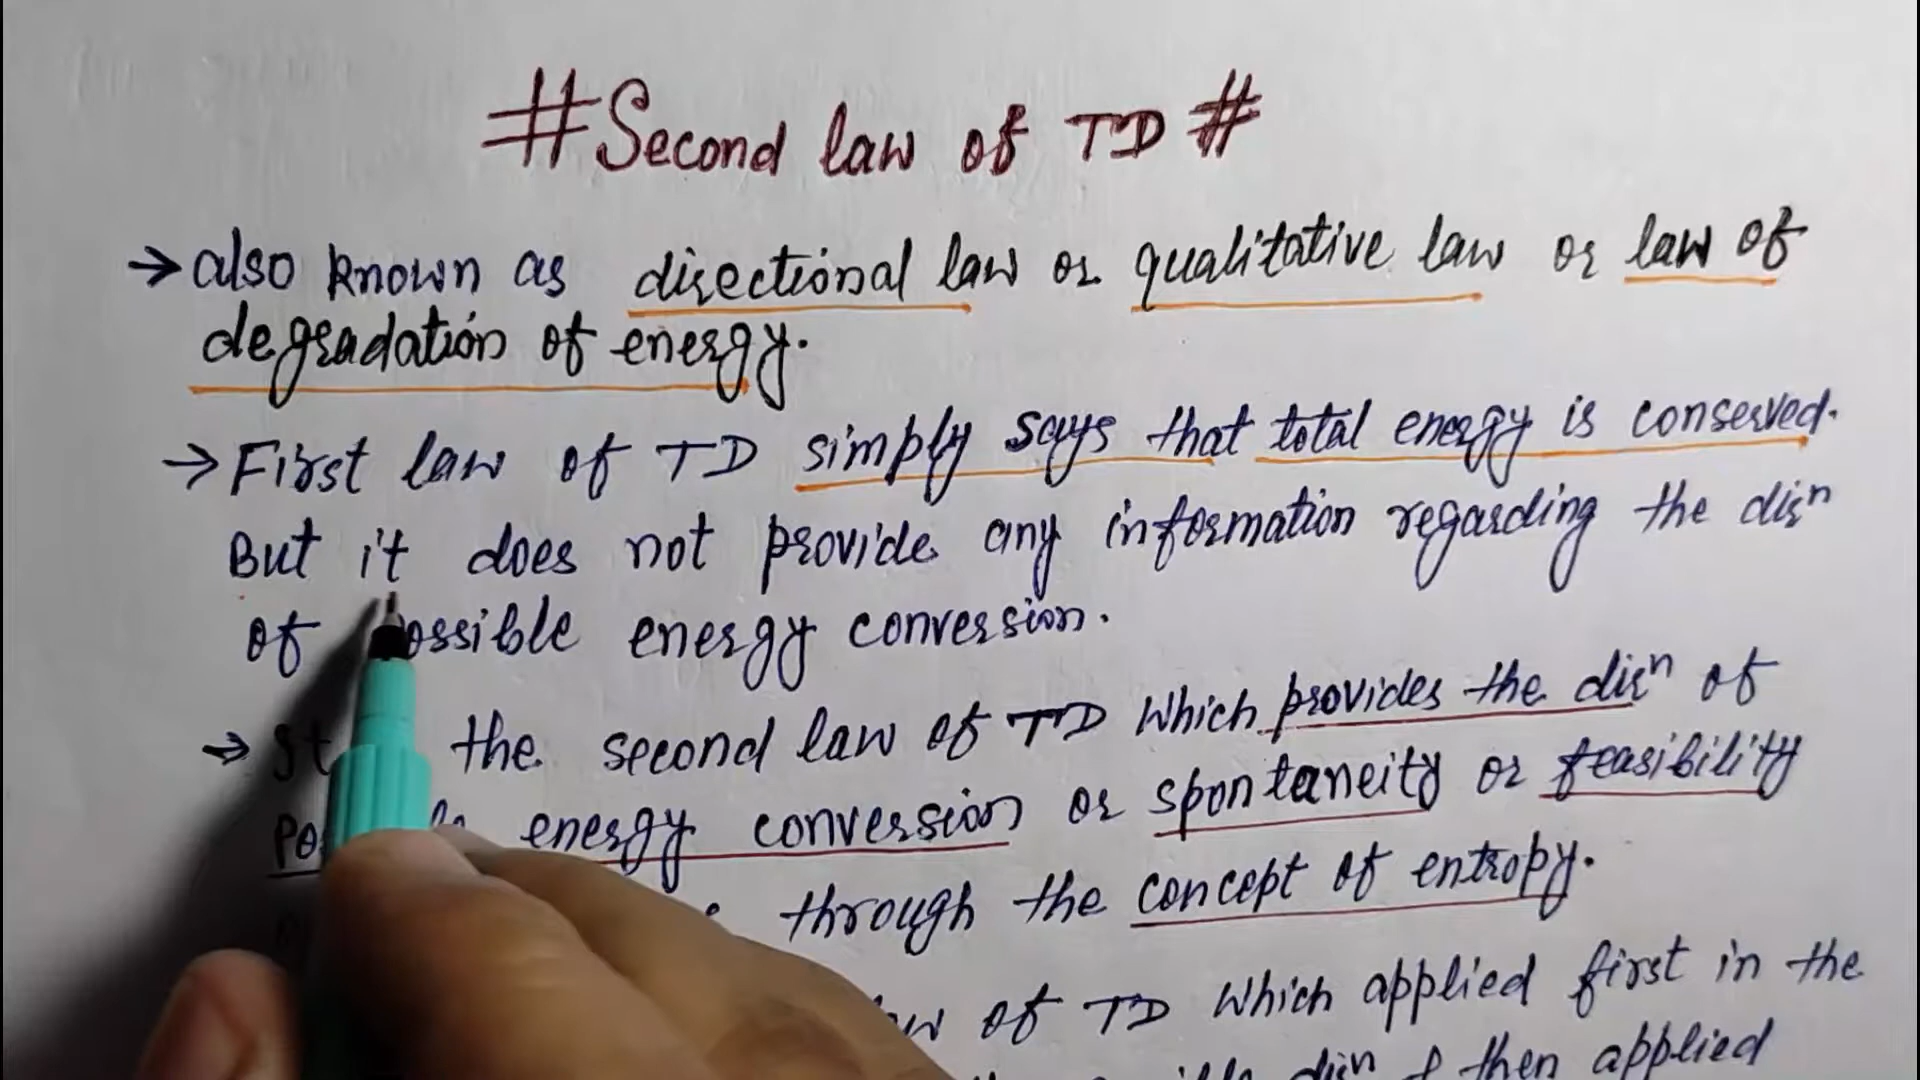 #Second law of TD#
→ also known as directional law or qualitative law or law of
degradation of energy.
→ First law of TD simply says that total energy is conserved.
But it does not provide any information regarding the dirⁿ
of possible energy conversion.
→ the second law of TD which provides the dirⁿ of
energy conversion or spontaneity or feasibility
through the concept of entropy.
of TD which applied first in the
dirⁿ & then applied